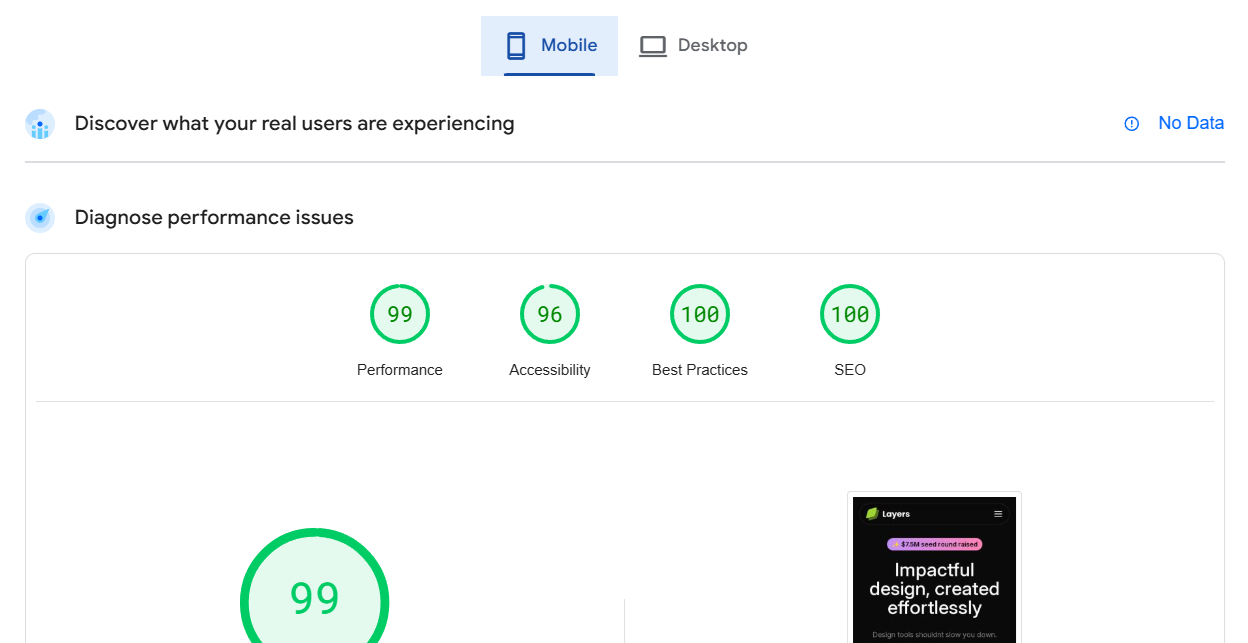 Mobile
Desktop
Discover what your real users are experiencing
No Data
Diagnose performance issues
99
96
100
100
Performance
Accessibility
Best Practices
SEO
99
Layers
$7.5M seed round raised
Impactful
design, created
effortlessly
Design tools shouldnt slow you down.